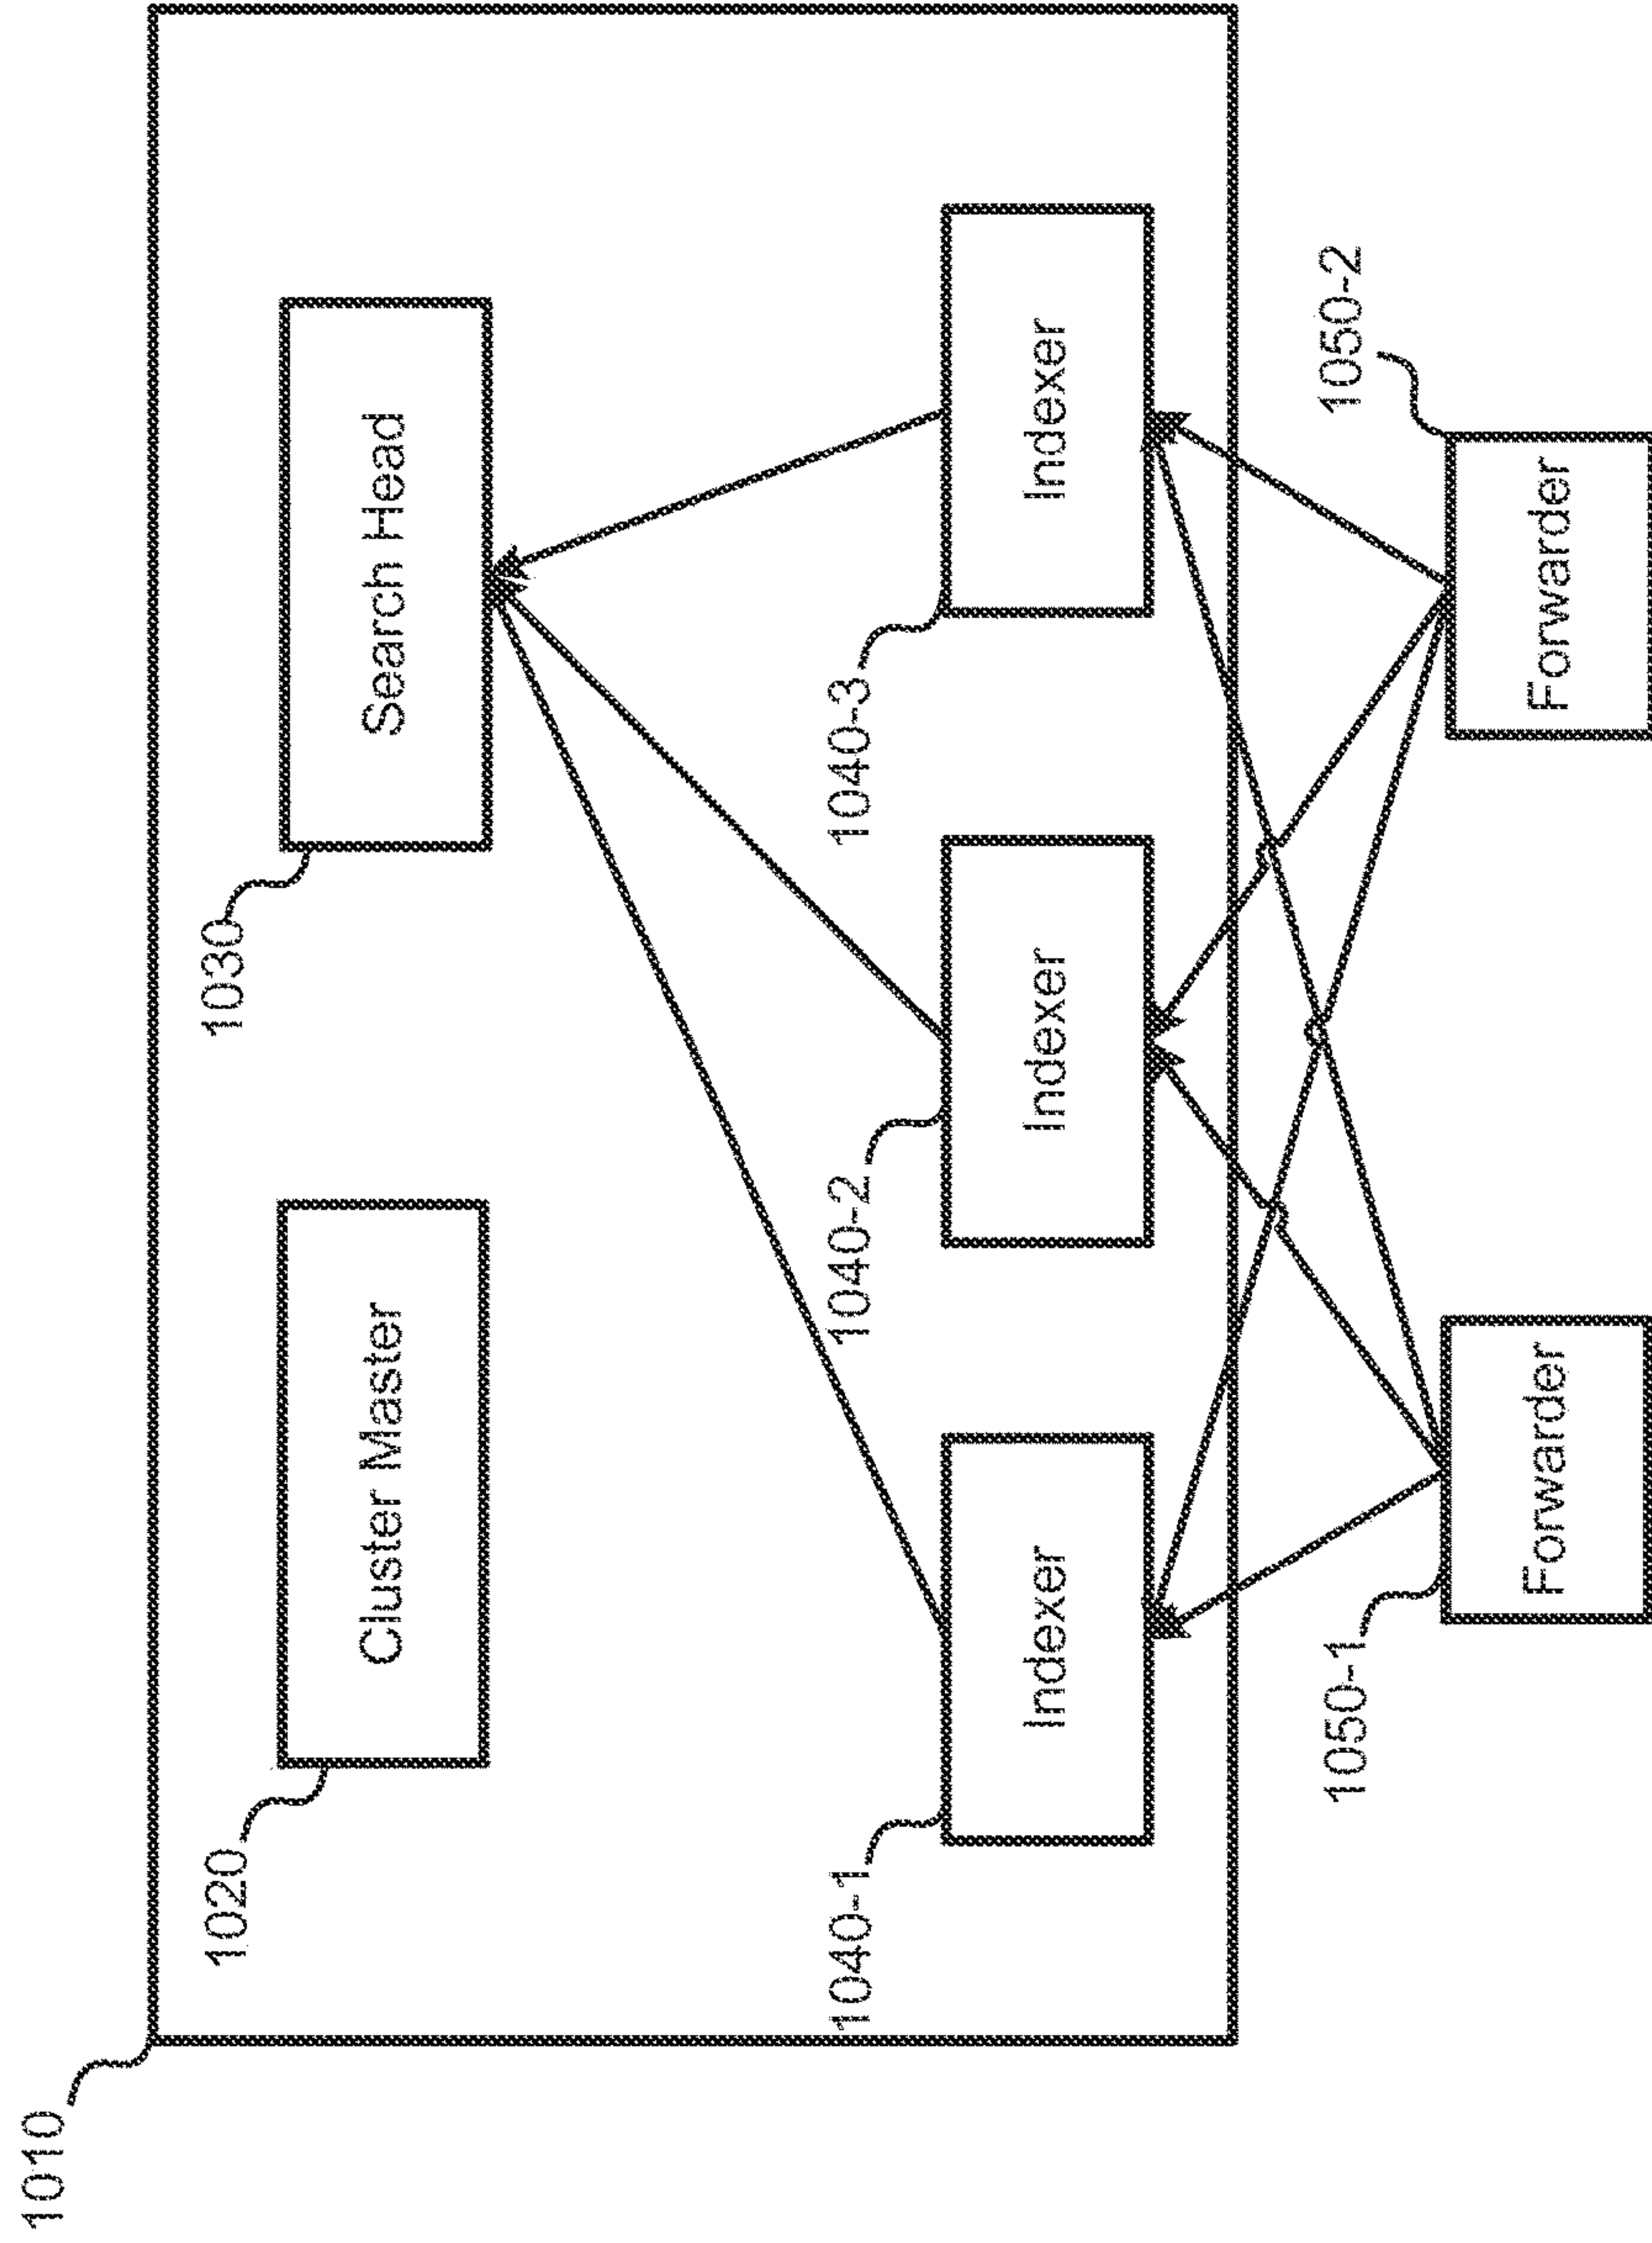 1010
1020
Cluster Master
1030
Search Head
1040-1
Indexer
1040-2
Indexer
1040-3
Indexer
1050-1
Forwarder
1050-2
Forwarder